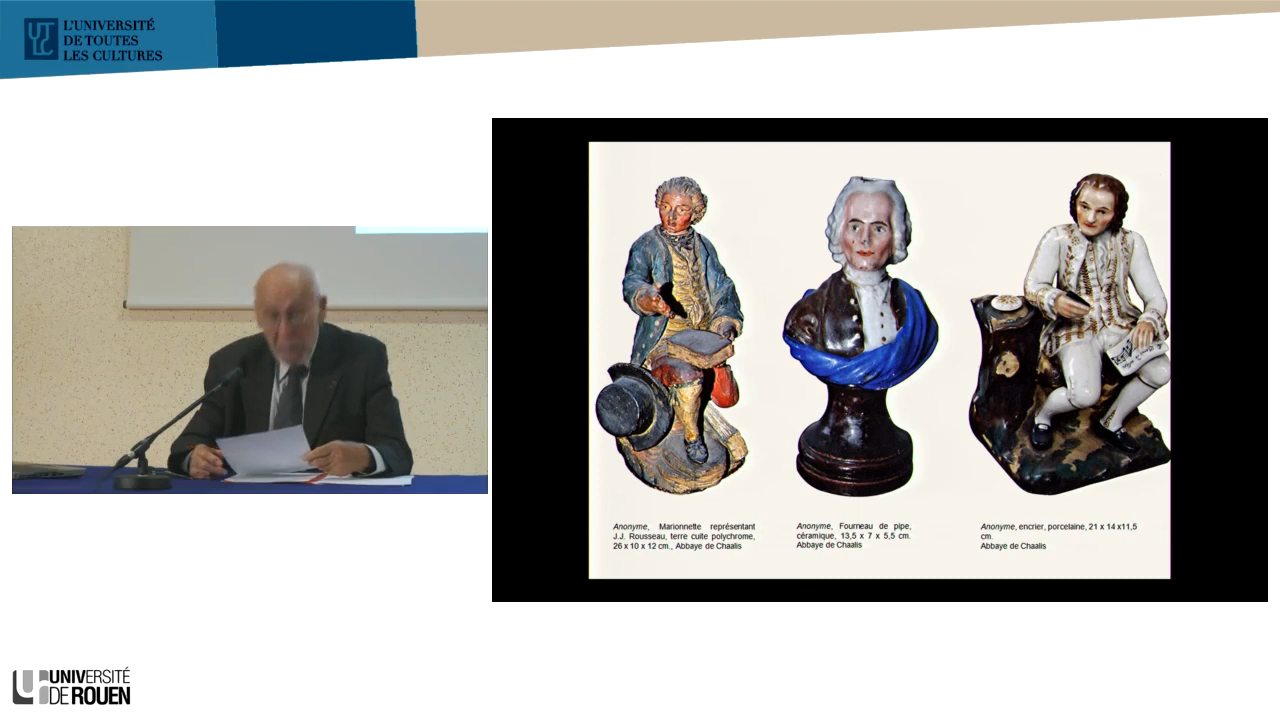 L'UNIVERSITÉ
DE TOUTES
LES CULTURES
Anonyme, Marionnette représentant
J.J. Rousseau, terre cuite polychrome,
26 x 10 x 12 cm., Abbaye de Chaalis
Anonyme, Fourneau de pipe,
céramique, 13,5 x 7 x 5,5 cm.
Abbaye de Chaalis
Anonyme, encrier, porcelaine, 21 x 14 x11,5
cm.
Abbaye de Chaalis
UNIVERSITÉ
DE ROUEN